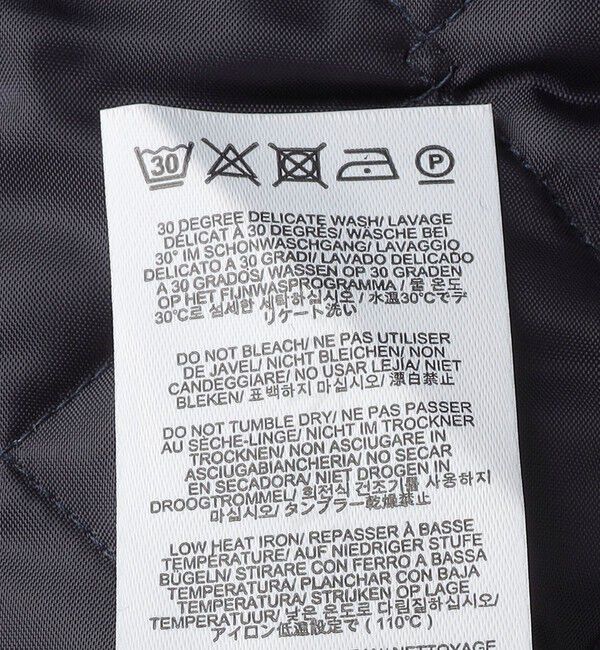 30 P
30 DEGREE DELICATE WASH/ LAVAGE
DÉLICAT À 30 DEGRÉS/ WÄSCHE BEI
30° IM SCHONWASCHGANG/ LAVAGGIO
DELICATO A 30 GRADI/ LAVADO DELICADO
A 30 GRADOS/ WASSEN OP 30 GRADEN
OP HET FIJNWASPROGRAMMA / 물 온도
30℃로 섬세한 세탁하십시오 / 水温30℃でデ
リケート洗い
DO NOT BLEACH/ NE PAS UTILISER
DE JAVEL/ NICHT BLEICHEN/ NON
CANDEGGIARE/ NO USAR LEJÍA/ NIET
BLEKEN/ 표백하지 마십시오/ 漂白禁止
DO NOT TUMBLE DRY/ NE PAS PASSER
AU SÈCHE-LINGE/ NICHT IM TROCKNER
TROCKNEN/ NON ASCIUGARE IN
ASCIUGABIANCHERIA/ NO SECAR
EN SECADORA/ NIET DROGEN IN
DROOGTROMMEL/ 회전식 건조기를 사용하지
마십시오/ タンブラー乾燥禁止
LOW HEAT IRON/ REPASSER À BASSE
TEMPÉRATURE/ AUF NIEDRIGER STUFE
BÜGELN/ STIRARE CON FERRO A BASSA
TEMPERATURA/ PLANCHAR CON BAJA
TEMPERATURA/ STRIJKEN OP LAGE
TEMPERATUUR/ 낮은 온도로 다림질하십시오/
アイロン低温設定で ( 110℃ )
NETTOYAGE